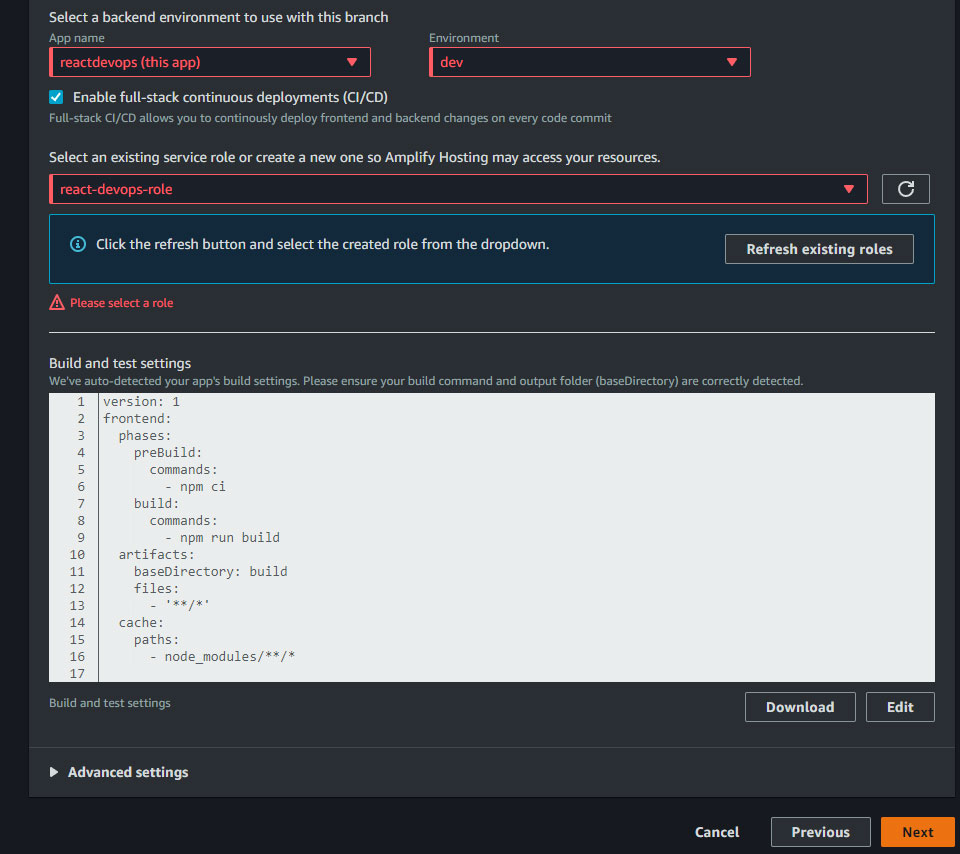 Select a backend environment to use with this branch
App name
Environment
reactdevops (this app)
dev
Enable full-stack continuous deployments (CI/CD)
Full-stack CI/CD allows you to continously deploy frontend and backend changes on every code commit
Select an existing service role or create a new one so Amplify Hosting may access your resources.
react-devops-role
Click the refresh button and select the created role from the dropdown.
Refresh existing roles
Please select a role
Build and test settings
We've auto-detected your app's build settings. Please ensure your build command and output folder (baseDirectory) are correctly detected.
1 version: 1
2 frontend:
3 phases:
4 preBuild:
5 commands:
6 - npm ci
7 build:
8 commands:
9 - npm run build
10 artifacts:
11 baseDirectory: build
12 files:
13 - '**/*'
14 cache:
15 paths:
16 - node_modules/**/*
17
Build and test settings
Download
Edit
Advanced settings
Cancel
Previous
Next